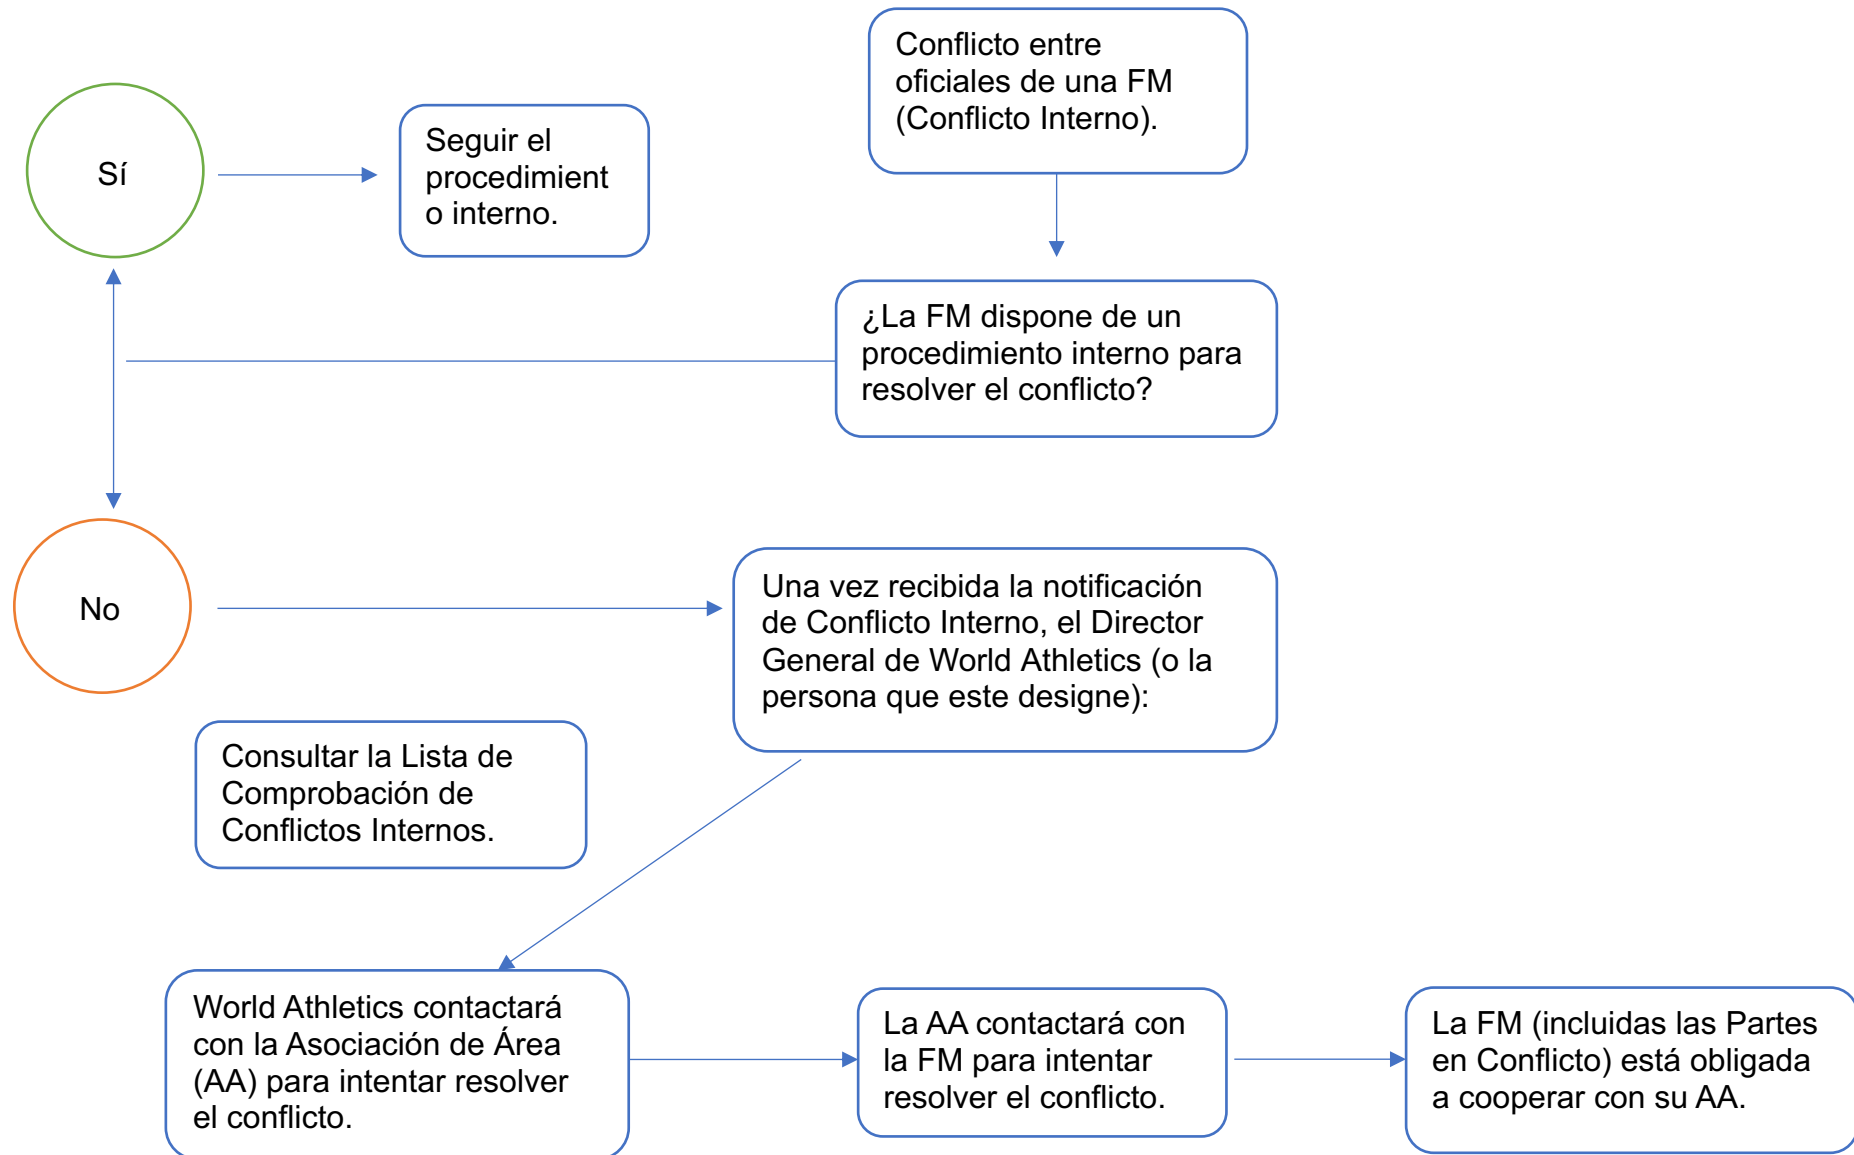 Conflicto entre
oficiales de una FM
(Conflicto Interno).
Sí
Seguir el
procedimient
o interno.
¿La FM dispone de un
procedimiento interno para
resolver el conflicto?
No
Una vez recibida la notificación
de Conflicto Interno, el Director
General de World Athletics (o la
persona que este designe):
Consultar la Lista de
Comprobación de
Conflictos Internos.
World Athletics contactará
con la Asociación de Área
(AA) para intentar resolver
el conflicto.
La AA contactará con
la FM para intentar
resolver el conflicto.
La FM (incluidas las Partes
en Conflicto) está obligada
a cooperar con su AA.